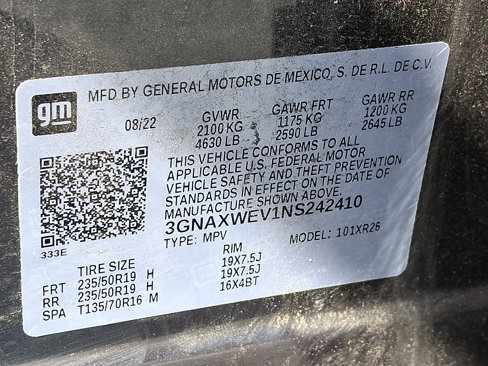 gm
MFD BY GENERAL MOTORS DE MEXICO, S. DE R.L. DE C.V.
08/22 GVWR GAWR FRT GAWR RR
2100 KG 1175 KG 1200 KG
4630 LB 2590 LB 2645 LB
THIS VEHICLE CONFORMS TO ALL
APPLICABLE U.S. FEDERAL MOTOR
VEHICLE SAFETY AND THEFT PREVENTION
STANDARDS IN EFFECT ON THE DATE OF
MANUFACTURE SHOWN ABOVE.
3GNAXWEV1NS242410
333E TYPE: MPV MODEL: 101XR26
TIRE SIZE RIM
FRT 235/50R19 H 19X7.5J
RR 235/50R19 H 19X7.5J
SPA T135/70R16 M 16X4BT